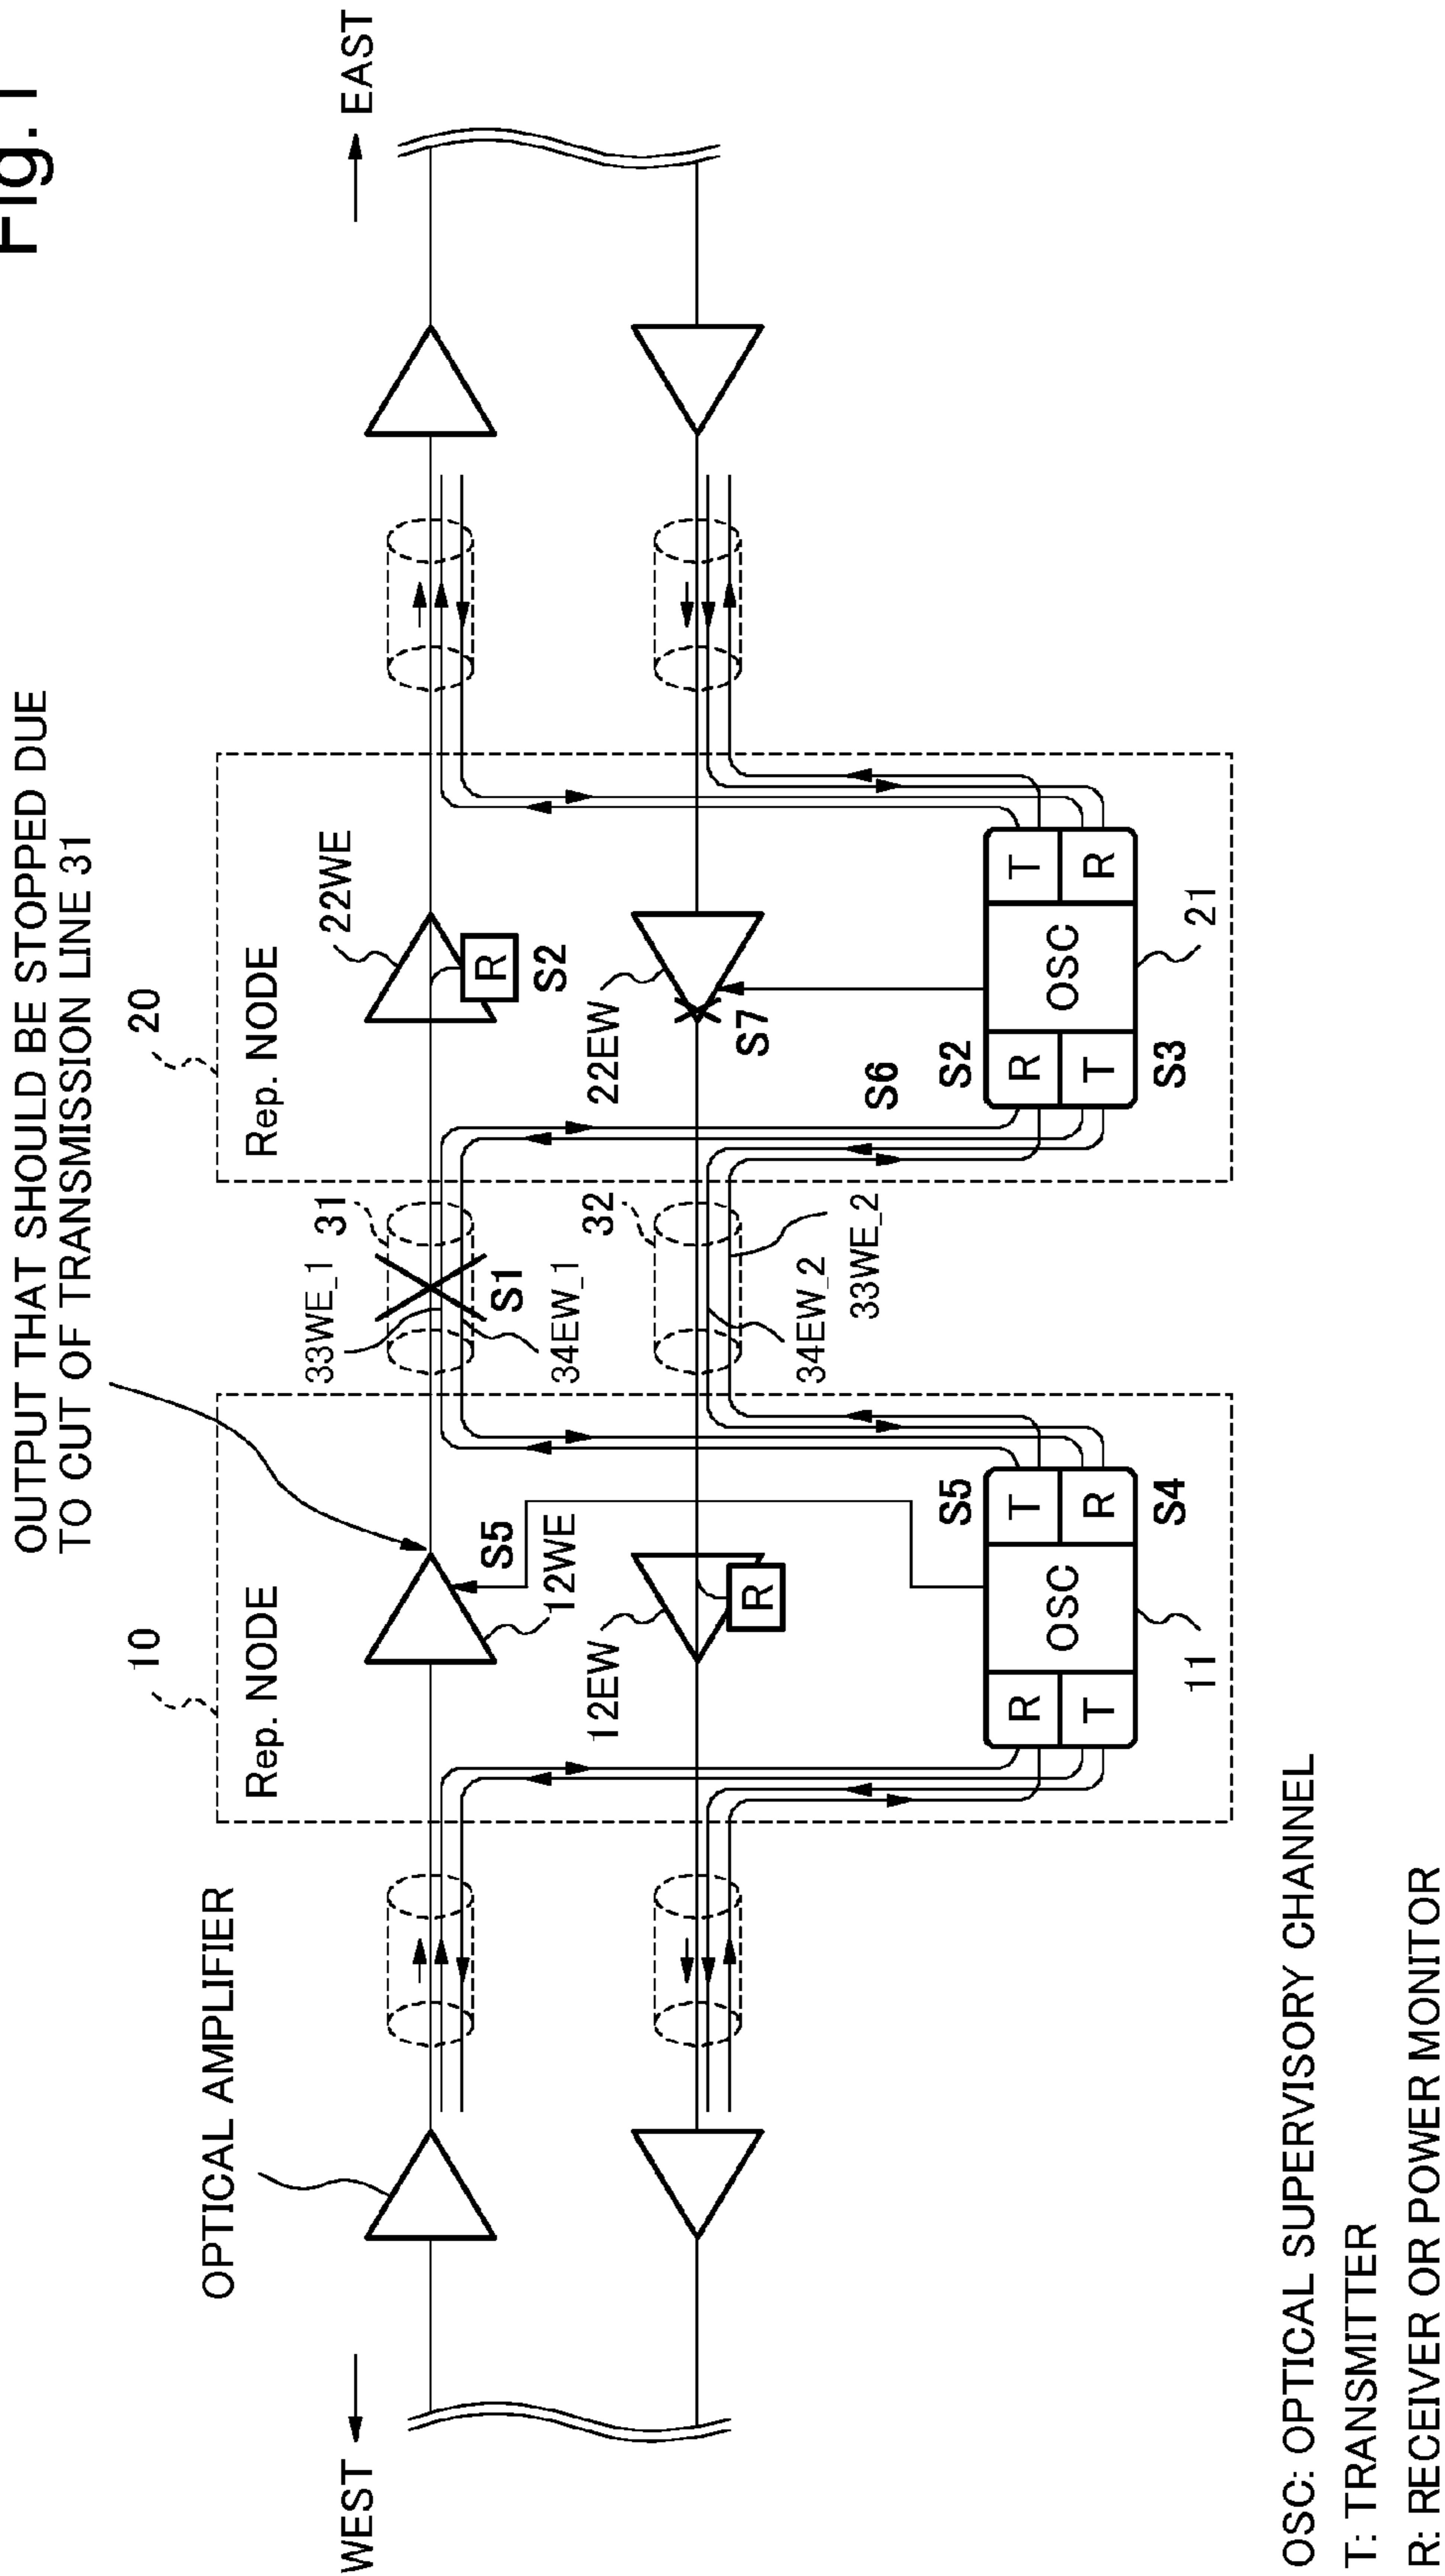 Fig. 1
OUTPUT THAT SHOULD BE STOPPED DUE
TO CUT OF TRANSMISSION LINE 31
WEST
EAST
OPTICAL AMPLIFIER
10
20
Rep. NODE
Rep. NODE
22WE
33WE_1
31
R
S2
S5
12WE
S1
34EW_1
12EW
R
32
22EW
S7
34EW_2
33WE_2
S6
S5
S2
R
T
OSC
T
R
S4
R
T
OSC
T
R
S3
11
21
OSC: OPTICAL SUPERVISORY CHANNEL
T: TRANSMITTER
R: RECEIVER OR POWER MONITOR